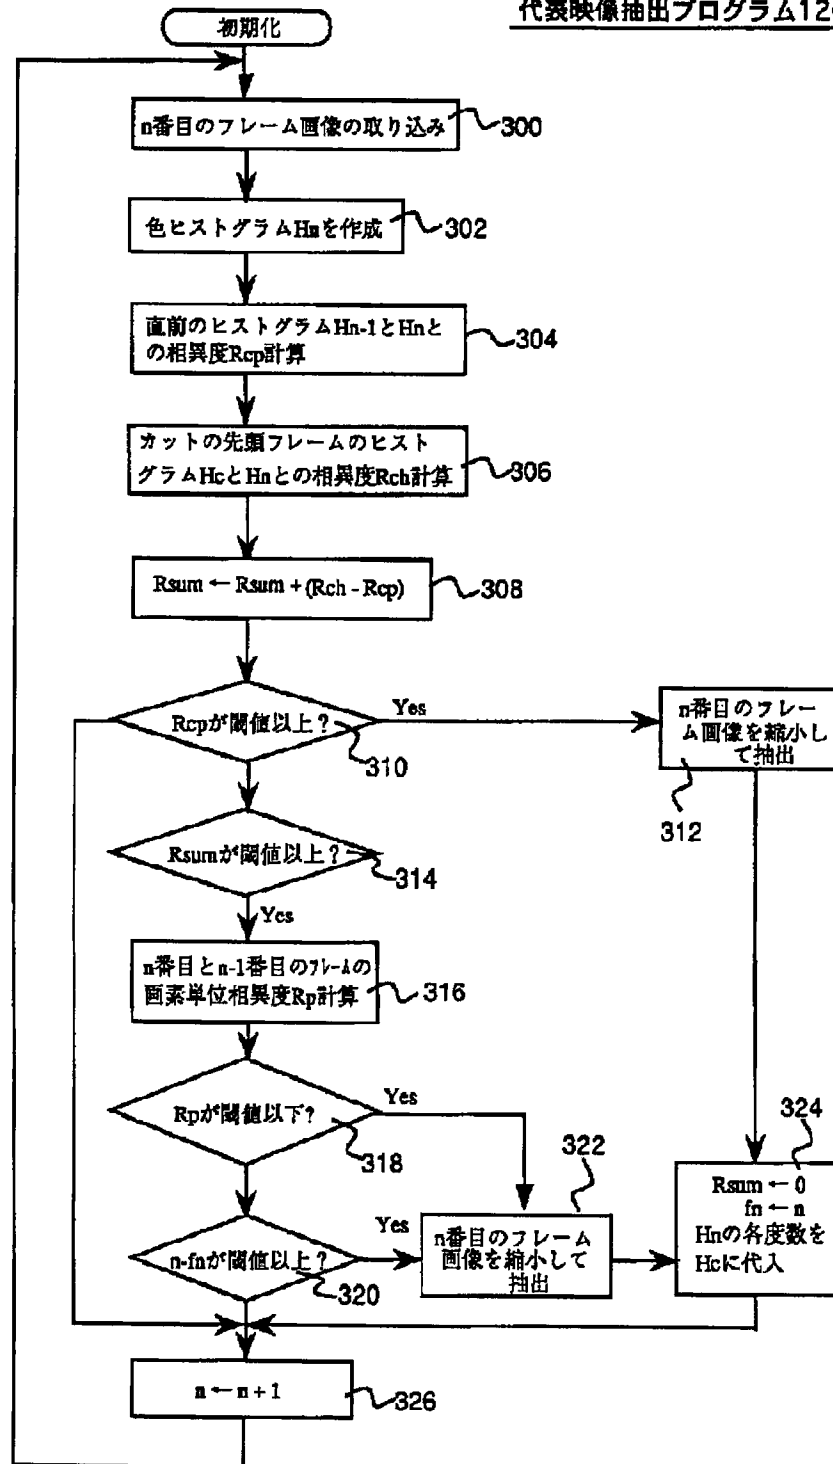 代表映像抽出プログラム12
初期化
n番目のフレーム画像の取り込み
300
色ヒストグラムHnを作成
302
直前のヒストグラムHn-1とHnと
の相異度Rcp計算
304
カットの先頭フレームのヒスト
グラムHcとHnとの相異度Rch計算
306
Rsum ← Rsum + (Rch - Rcp)
308
Rcpが閾値以上?
310
Yes
n番目のフレー
ム画像を縮小し
て抽出
312
Rsumが閾値以上?
314
Yes
n番目とn-1番目のフレームの
画素単位相異度Rp計算
316
Rpが閾値以下?
318
Yes
n-fnが閾値以上?
320
Yes
322
n番目のフレーム
画像を縮小して
抽出
324
Rsum ← 0
fn ← n
Hnの各度数を
Hcに代入
n ← n + 1
326